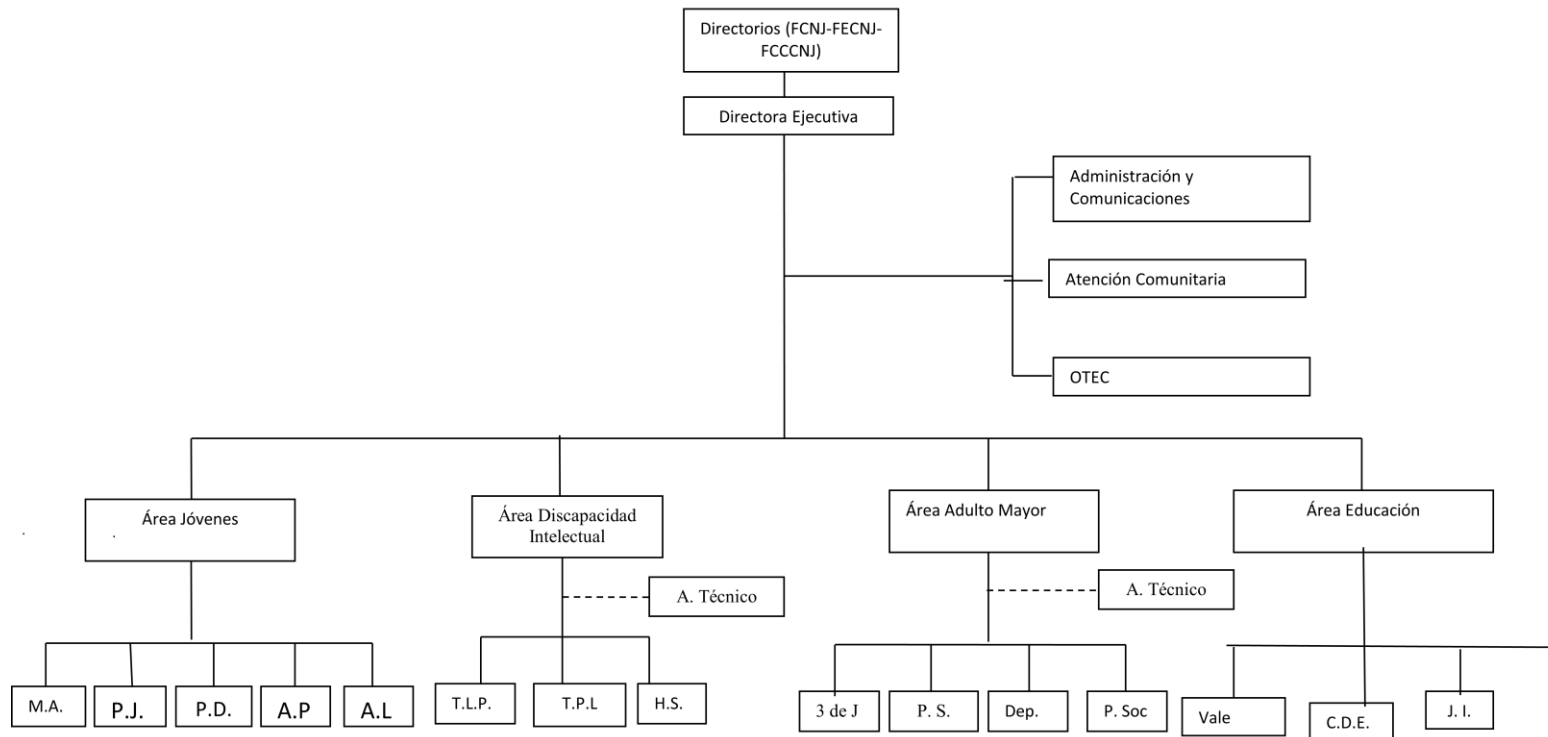 Directorios (FCNJ-FECNJ-
FCCCNJ)
Directora Ejecutiva
Administración y
Comunicaciones
Atención Comunitaria
OTEC
Área Jóvenes
Área Discapacidad
Intelectual
Área Adulto Mayor
Área Educación
A. Técnico
A. Técnico
M.A.
P.J.
P.D.
A.P
A.L
T.L.P.
T.P.L
H.S.
3 de J
P. S.
Dep.
P. Soc
Vale
C.D.E.
J. I.